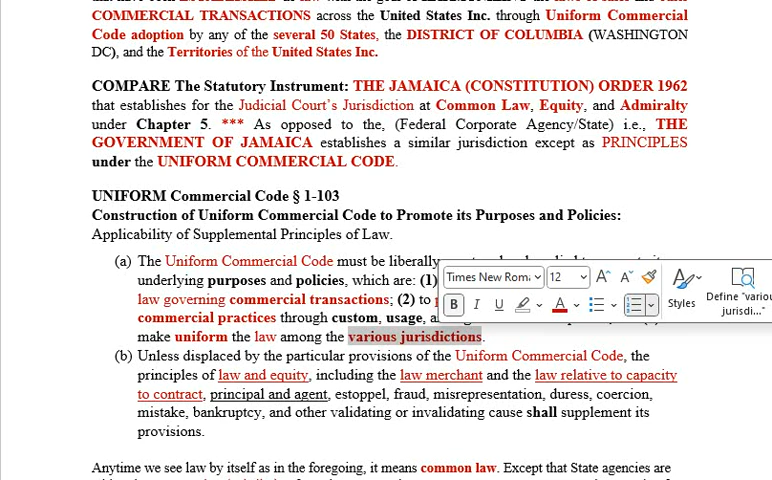 COMMERCIAL TRANSACTIONS across the United States Inc. through Uniform Commercial
Code adoption by any of the several 50 States, the DISTRICT OF COLUMBIA (WASHINGTON
DC), and the Territories of the United States Inc.
COMPARE The Statutory Instrument: THE JAMAICA (CONSTITUTION) ORDER 1962
that establishes for the Judicial Court's Jurisdiction at Common Law, Equity, and Admiralty
under Chapter 5. *** As opposed to the, (Federal Corporate Agency/State) i.e., THE
GOVERNMENT OF JAMAICA establishes a similar jurisdiction except as PRINCIPLES
under the UNIFORM COMMERCIAL CODE.
UNIFORM Commercial Code § 1-103
Construction of Uniform Commercial Code to Promote its Purposes and Policies:
Applicability of Supplemental Principles of Law.
(a) The Uniform Commercial Code must be liberally
underlying purposes and policies, which are: (1)
law governing commercial transactions; (2) to
commercial practices through custom, usage,
make uniform the law among the various jurisdictions.
Times New Rom 12
B I U A Styles Define "variou
jurisdi..."
(b) Unless displaced by the particular provisions of the Uniform Commercial Code, the
principles of law and equity, including the law merchant and the law relative to capacity
to contract, principal and agent, estoppel, fraud, misrepresentation, duress, coercion,
mistake, bankruptcy, and other validating or invalidating cause shall supplement its
provisions.
Anytime we see law by itself as in the foregoing, it means common law. Except that State agencies are